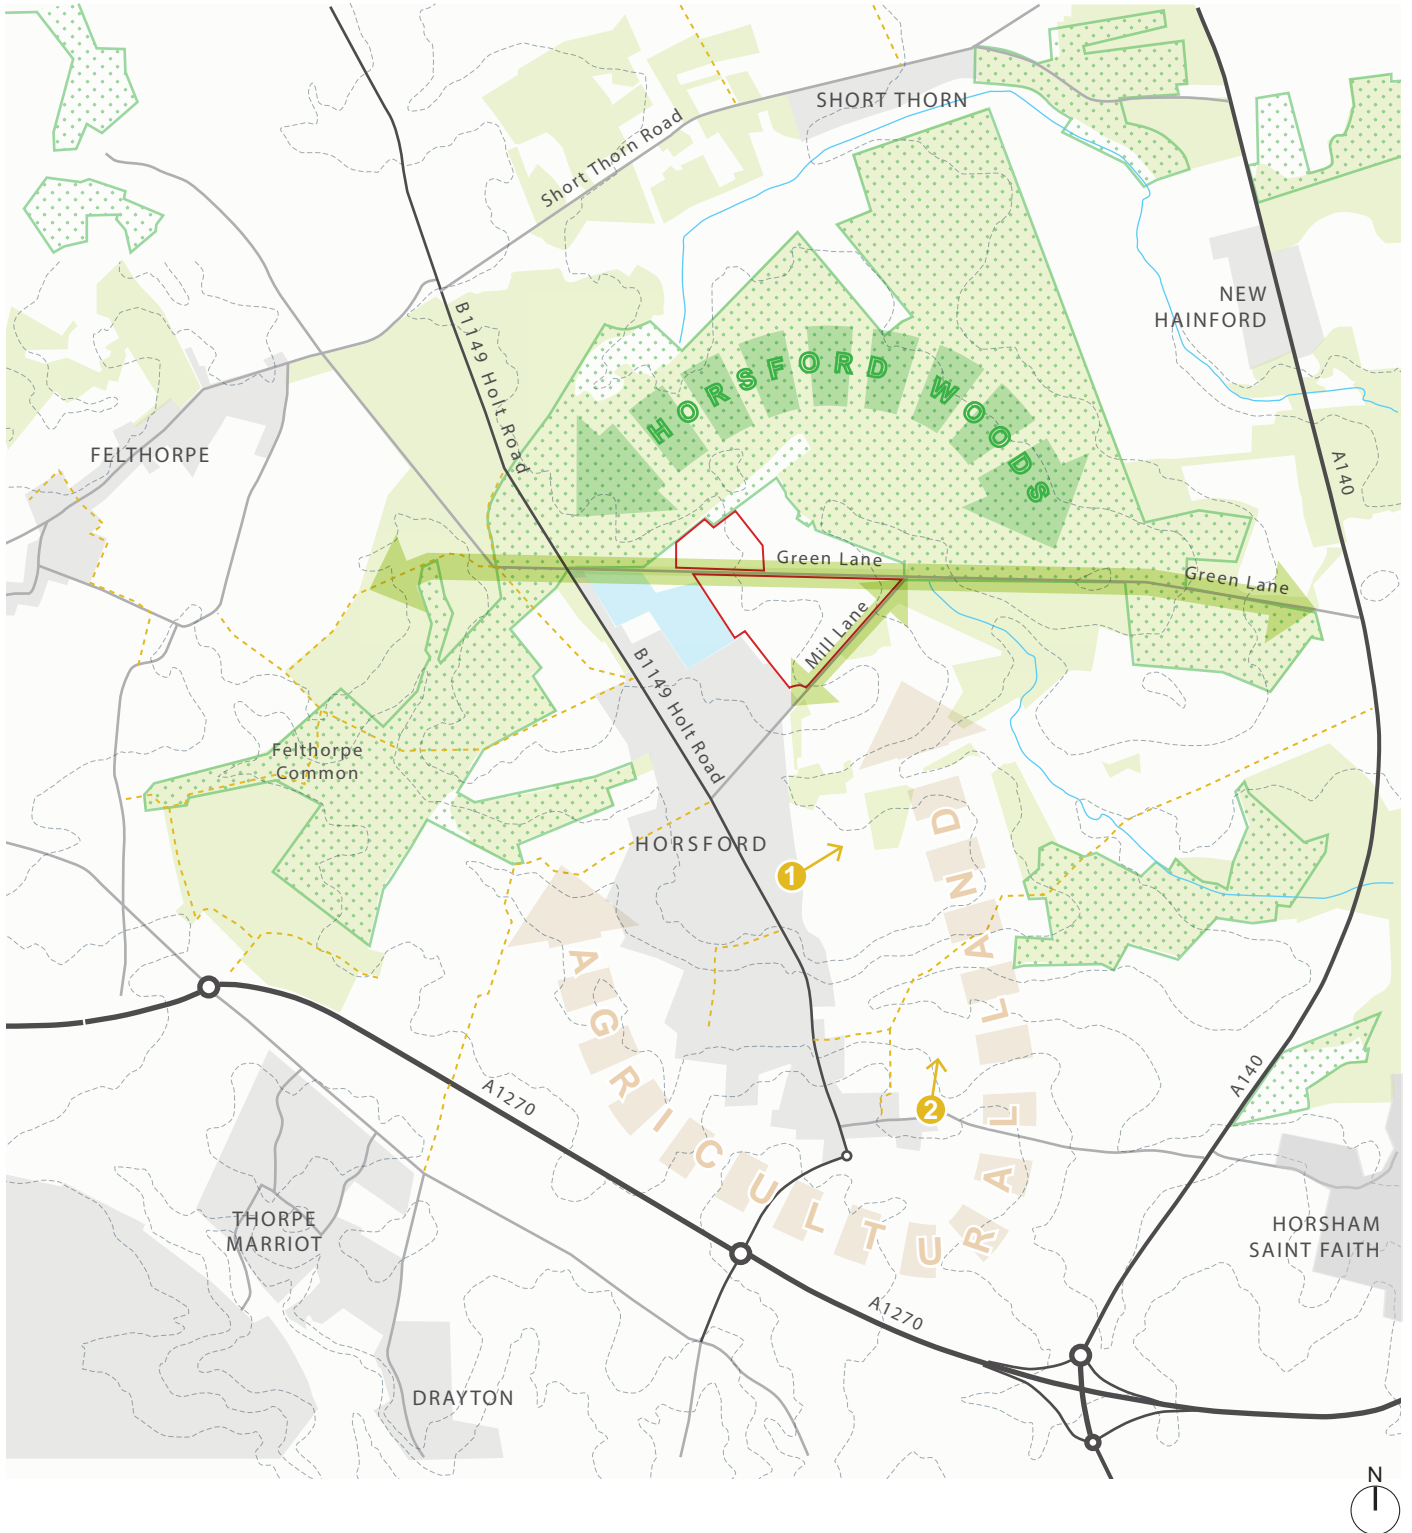 SHORT THORN
Short Thorn Road
B1149 Holt Road
NEW
HAINFORD
HORSFORD WOODS
FELTHORPE
A140
Green Lane
Green Lane
Mill Lane
B1149 Holt Road
Felthorpe
Common
HORSFORD
1
2
AGRICULTURAL LAND
A1270
A140
THORPE
MARRIOT
HORSHAM
SAINT FAITH
A1270
DRAYTON
N